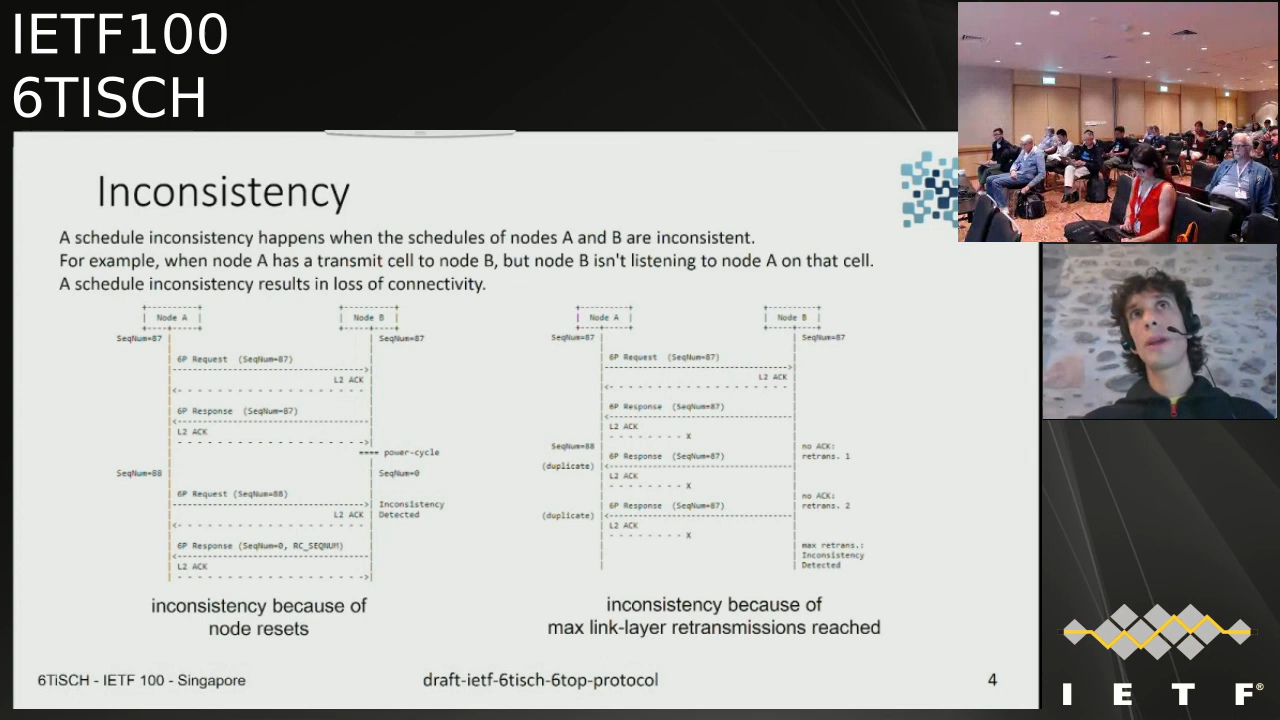 IETF100
6TISCH
Inconsistency
A schedule inconsistency happens when the schedules of nodes A and B are inconsistent.
For example, when node A has a transmit cell to node B, but node B isn't listening to node A on that cell.
A schedule inconsistency results in loss of connectivity.
Node A
Node B
SeqNum=87
SeqNum=87
6P Request (SeqNum=87)
L2 ACK
6P Response (SeqNum=87)
L2 ACK
==== power-cycle
SeqNum=88
SeqNum=0
6P Request (SeqNum=88)
Inconsistency
L2 ACK
Detected
6P Response (SeqNum=0, RC_SEQNUM)
L2 ACK
inconsistency because of
node resets
Node A
Node B
SeqNum=87
SeqNum=87
6P Request (SeqNum=87)
L2 ACK
6P Response (SeqNum=87)
L2 ACK
X
SeqNum=88
no ACK:
6P Response (SeqNum=87)
retrans. 1
(duplicate)
L2 ACK
X
no ACK:
6P Response (SeqNum=87)
retrans. 2
(duplicate)
L2 ACK
X
max retrans.:
Inconsistency
Detected
inconsistency because of
max link-layer retransmissions reached
6TiSCH - IETF 100 - Singapore
draft-ietf-6tisch-6top-protocol
4
I E T F®